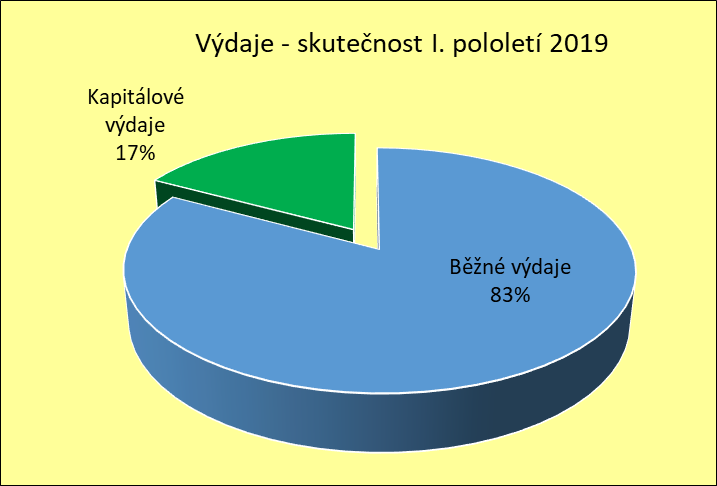 Výdaje - skutečnost I. pololetí 2019
Kapitálové
výdaje
17%
Běžné výdaje
83%